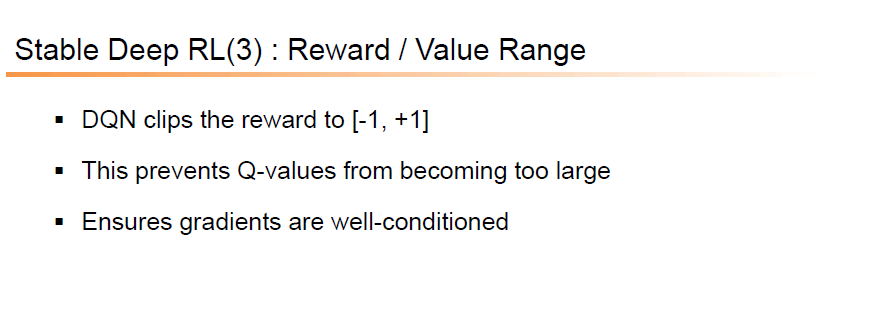 Stable Deep RL(3) : Reward / Value Range
▪ DQN clips the reward to [-1, +1]
▪ This prevents Q-values from becoming too large
▪ Ensures gradients are well-conditioned